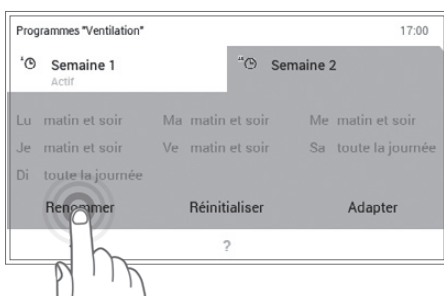 Programmes "Ventilation" 17:00
Semaine 1 Semaine 2
Actif
Lu matin et soir Ma matin et soir Me matin et soir
Je matin et soir Ve matin et soir Sa toute la journée
Di toute la journée
Renommer Réinitialiser Adapter
?